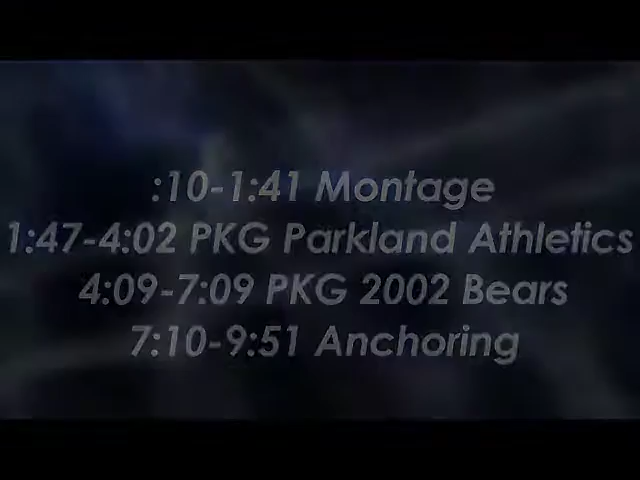 :10-1:41 Montage
1:47-4:02 PKG Parkland Athletics
4:09-7:09 PKG 2002 Bears
7:10-9:51 Anchoring